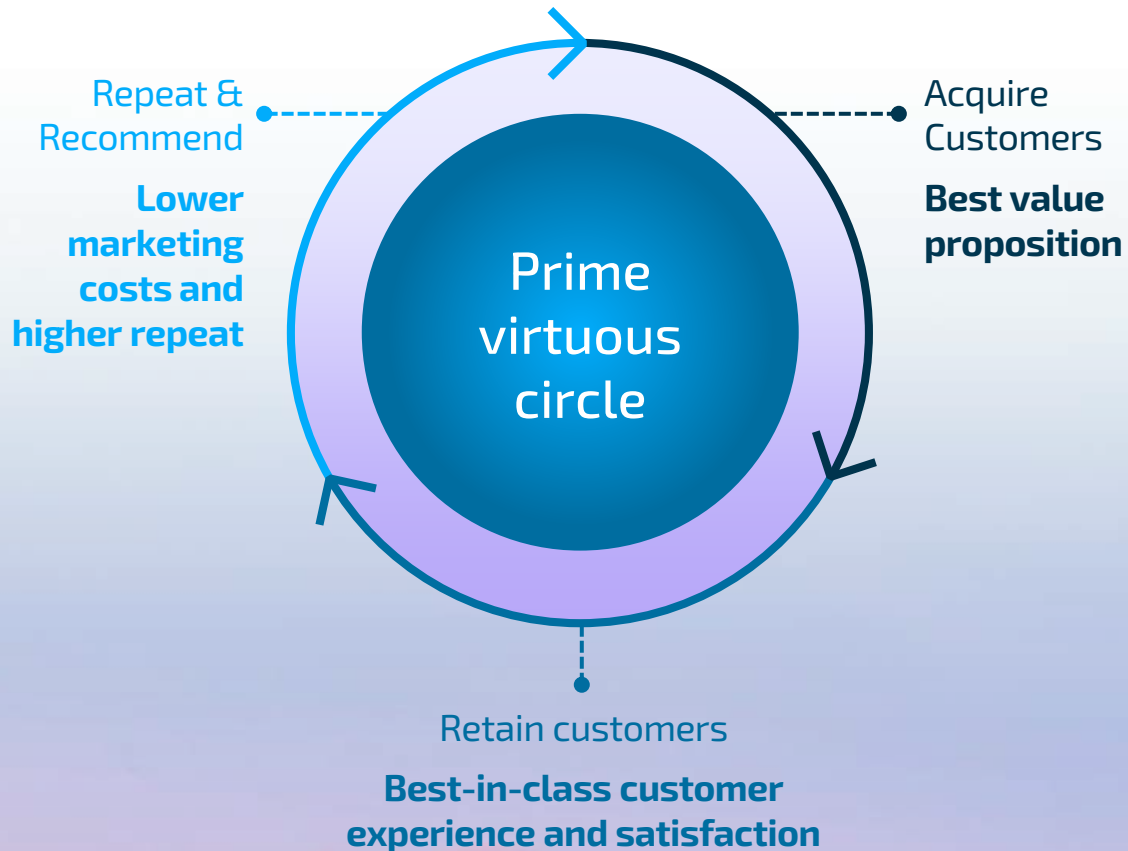 Repeat &
Recommend
Lower
marketing
costs and
higher repeat
Prime
virtuous
circle
Acquire
Customers
Best value
proposition
Retain customers
Best-in-class customer
experience and satisfaction